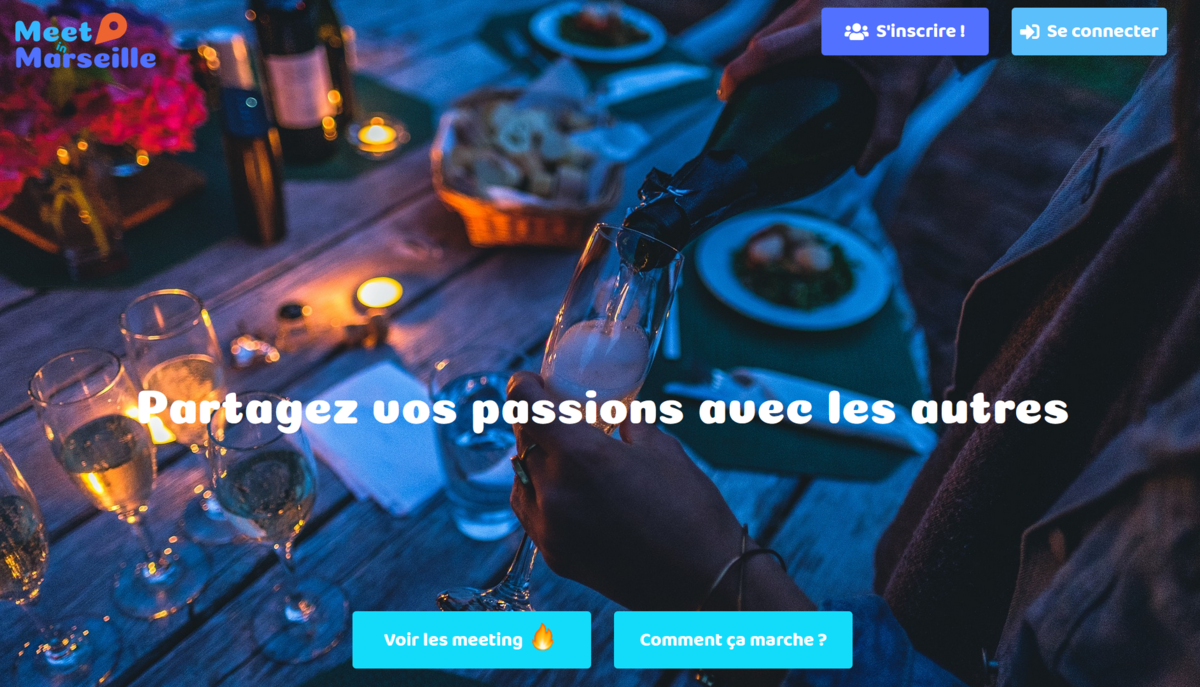 Meet
in
Marseille
S'inscrire !
Se connecter
Partagez vos passions avec les autres
Voir les meeting 🔥
Comment ça marche ?